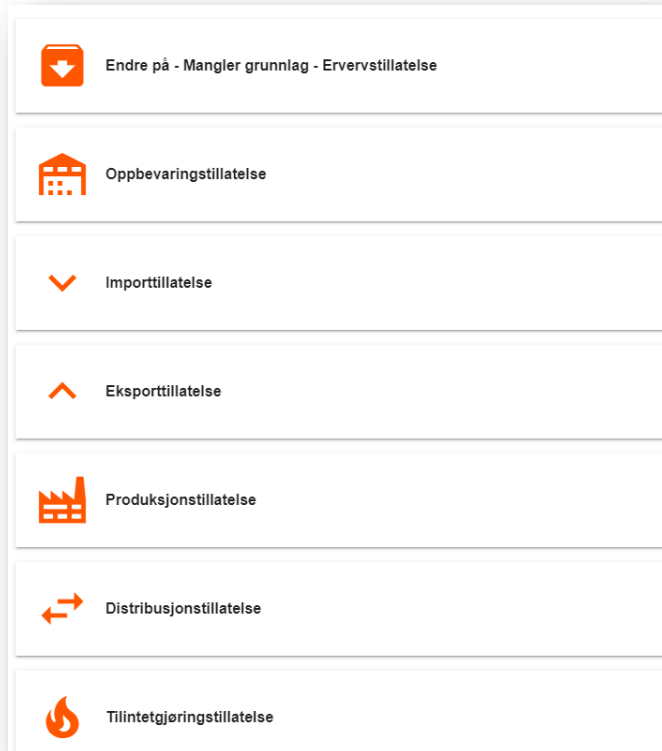 Endre på - Mangler grunnlag - Ervervstillatelse
Oppbevaringstillatelse
Importtillatelse
Eksporttillatelse
Produksjonstillatelse
Distribusjonstillatelse
Tilintetgjøringstillatelse